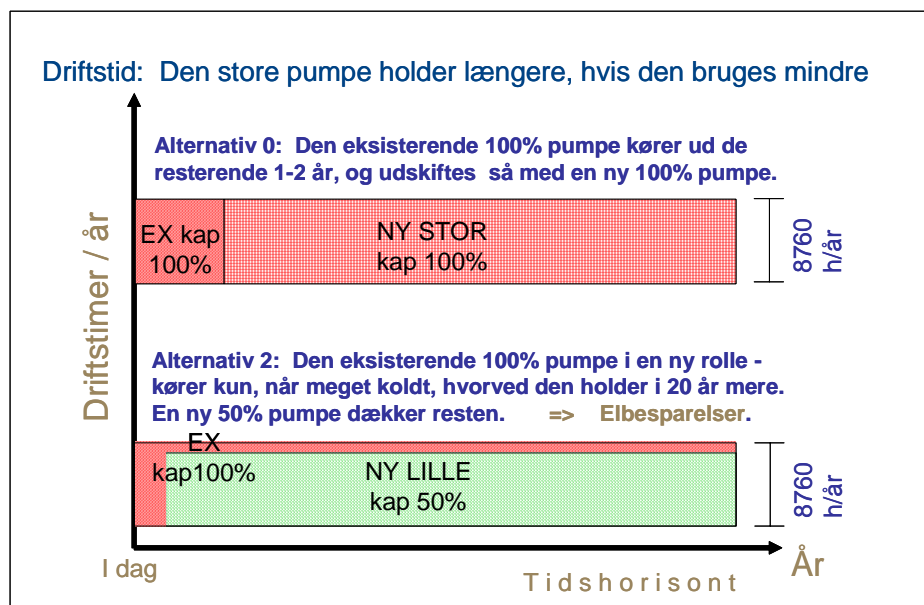 Driftstid: Den store pumpe holder længere, hvis den bruges mindre
Alternativ 0: Den eksisterende 100% pumpe kører ud de
resterende 1-2 år, og udskiftes så med en ny 100% pumpe.
EX kap
100%
NY STOR
kap 100%
8760
h/år
Driftstimer / år
Alternativ 2: Den eksisterende 100% pumpe i en ny rolle -
kører kun, når meget koldt, hvorved den holder i 20 år mere.
En ny 50% pumpe dækker resten. => Elbesparelser.
EX
kap100%
NY LILLE
kap 50%
8760
h/år
I dag
Tidshorisont
År